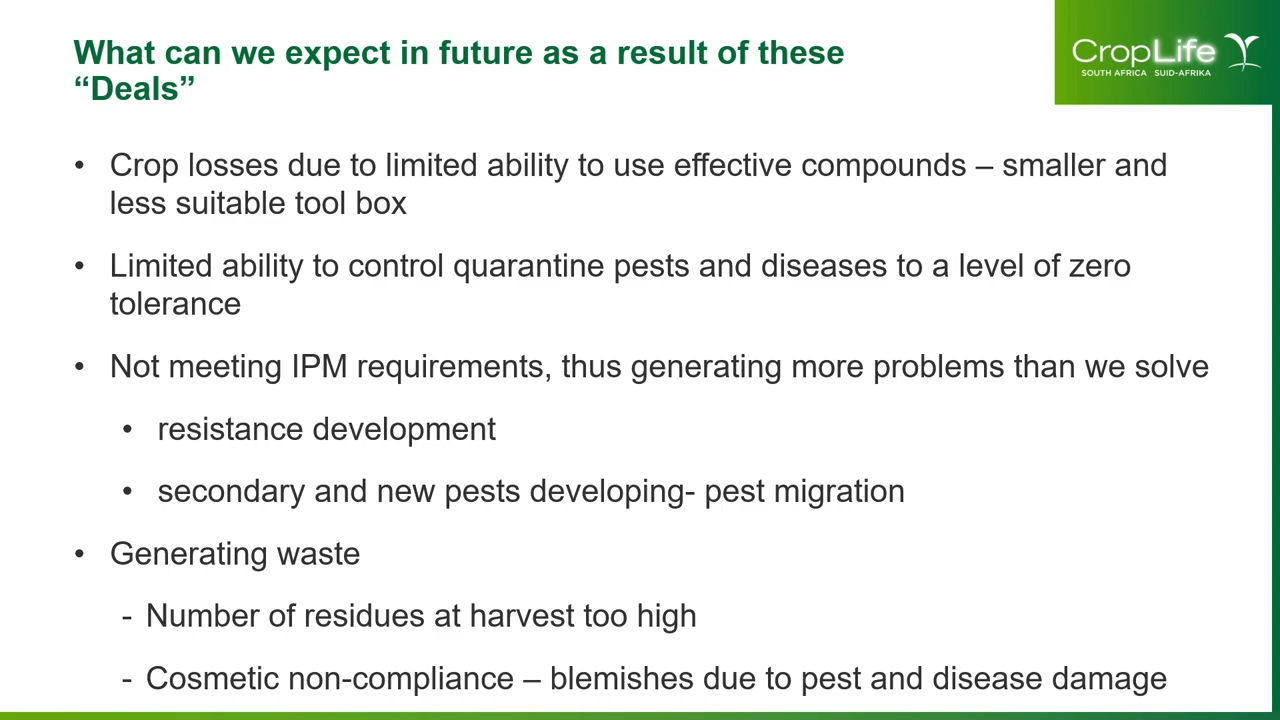 What can we expect in future as a result of these
“Deals”
CropLife
SOUTH AFRICA SUID-AFRIKA
• Crop losses due to limited ability to use effective compounds – smaller and
less suitable tool box
• Limited ability to control quarantine pests and diseases to a level of zero
tolerance
• Not meeting IPM requirements, thus generating more problems than we solve
• resistance development
• secondary and new pests developing- pest migration
• Generating waste
- Number of residues at harvest too high
- Cosmetic non-compliance – blemishes due to pest and disease damage